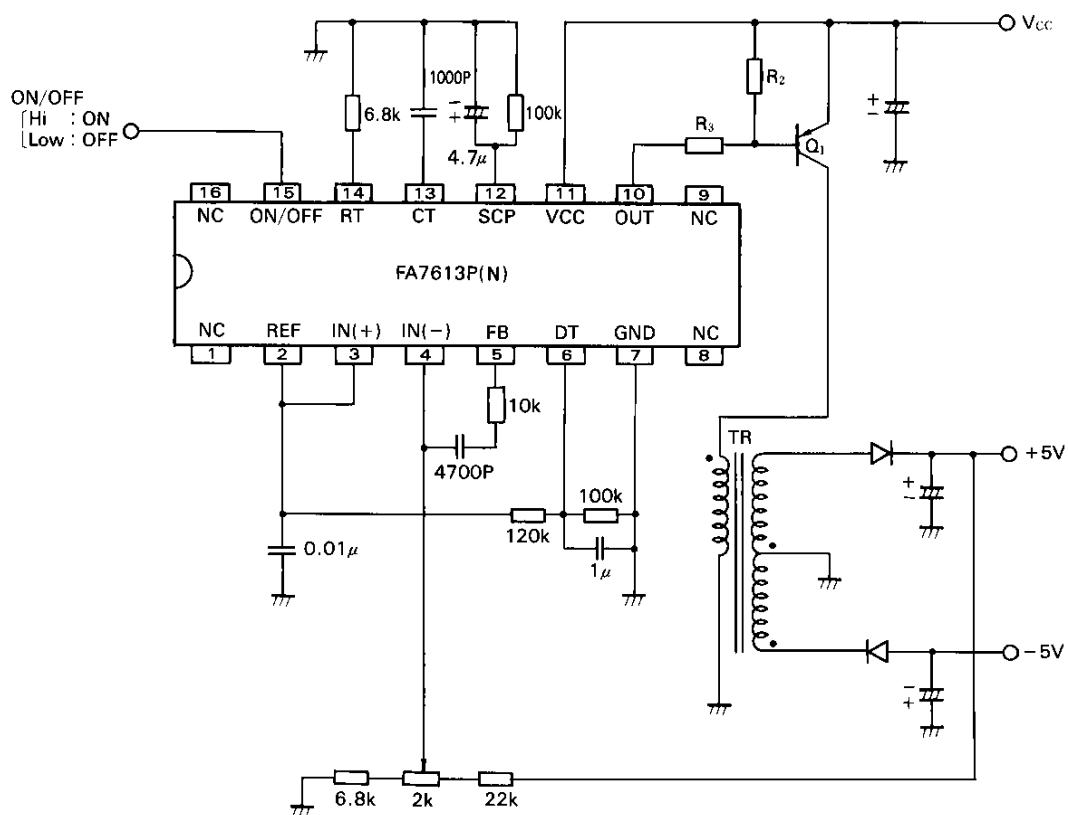 VCC
ON/OFF
Hi : ON
Low : OFF
1000P
6.8k
4.7μ
100k
R2
R3
Q1
+
−
−
+
16 15 14 13 12 11 10 9
NC ON/OFF RT CT SCP VCC OUT NC
FA7613P(N)
NC REF IN(+) IN(−) FB DT GND NC
1 2 3 4 5 6 7 8
10k
4700P
TR
+5V
+
−
100k
120k
0.01μ
1μ
−5V
−
+
6.8k 2k 22k